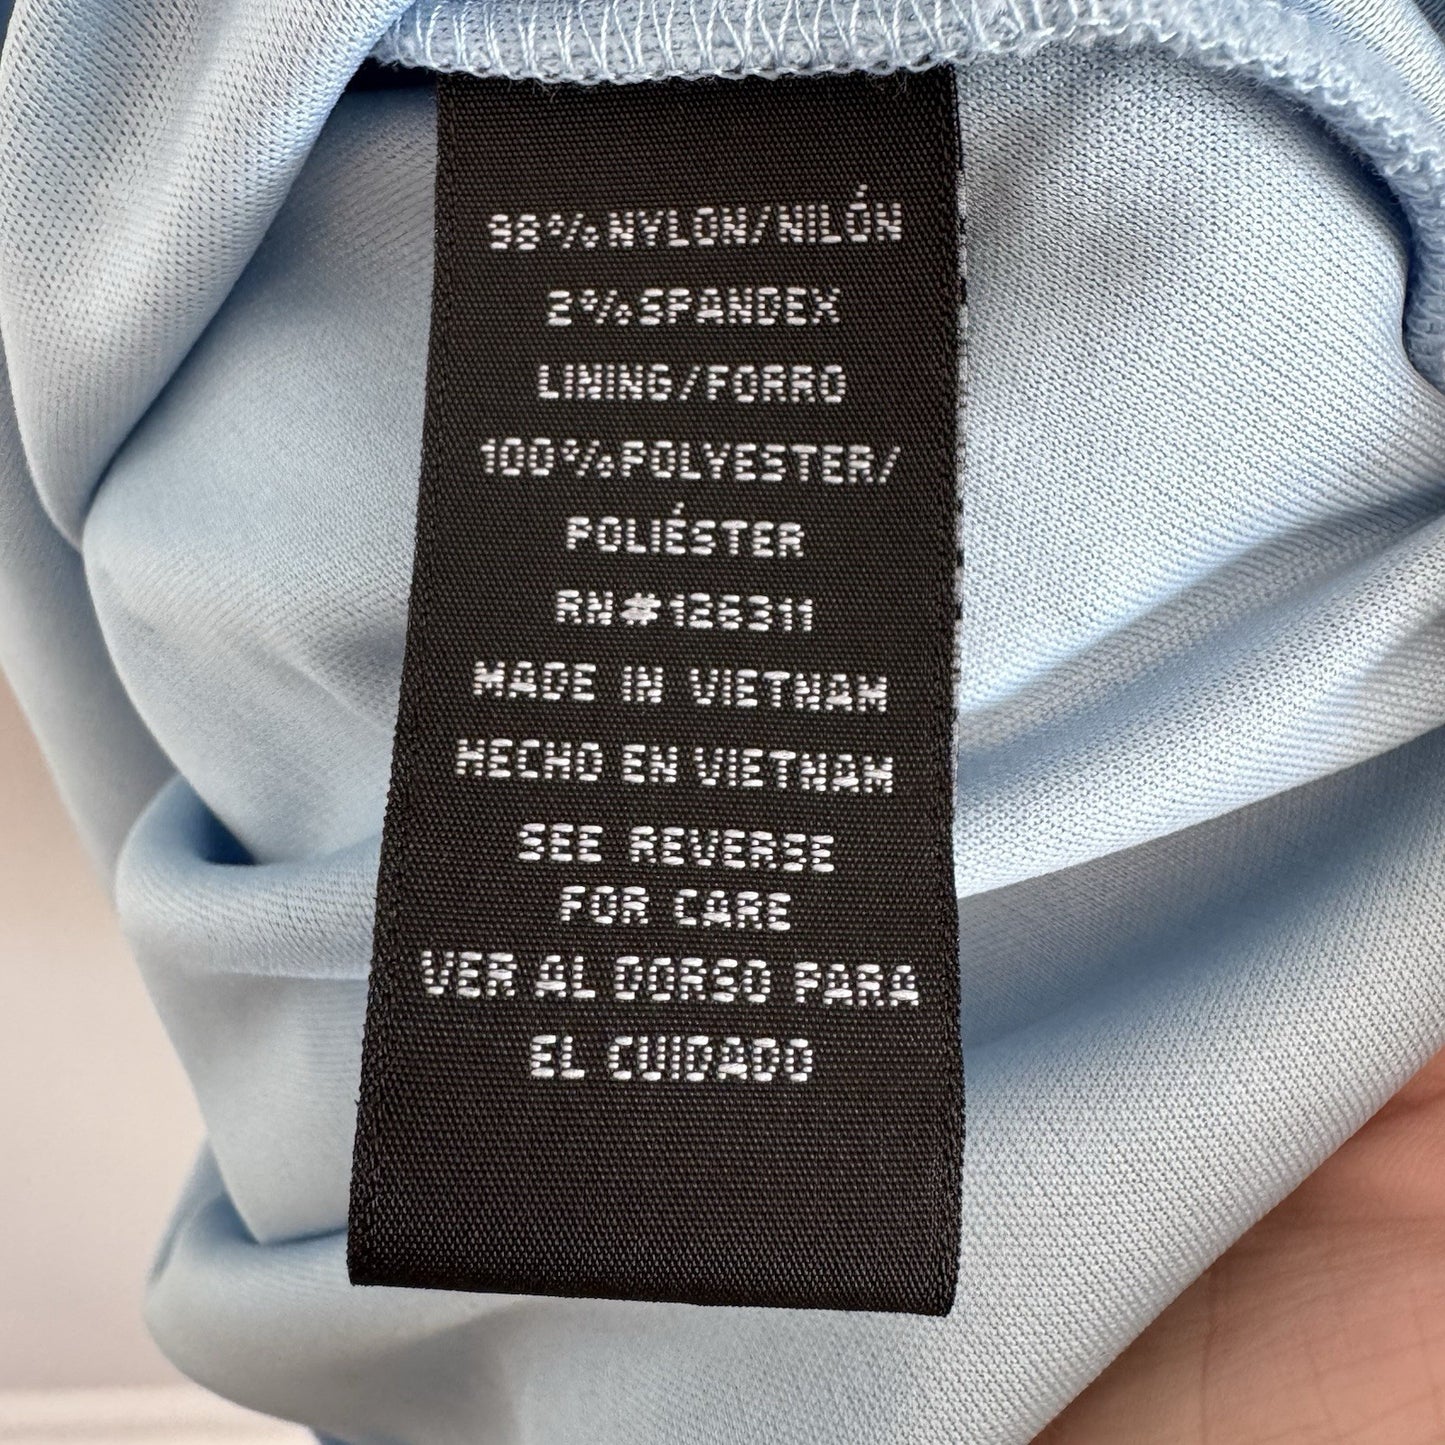 98%NYLON/NILÓN
2%SPANDEX
LINING/FORRO
100%POLYESTER/
POLIÉSTER
RN#126311
MADE IN VIETNAM
HECHO EN VIETNAM
SEE REVERSE
FOR CARE
VER AL DORSO PARA
EL CUIDADO